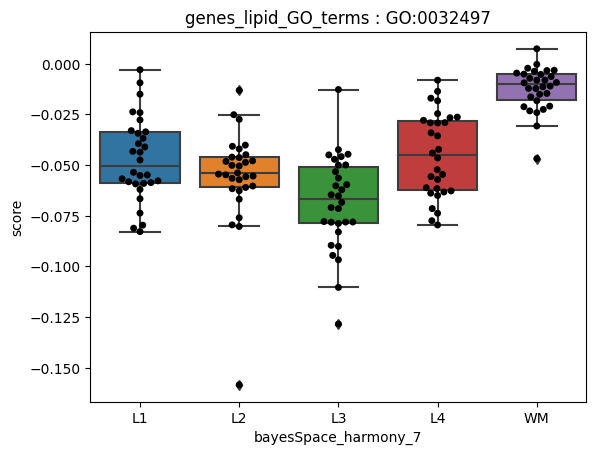 genes_lipid_GO_terms : GO:0032497
0.000
−0.025
−0.050
−0.075
−0.100
−0.125
−0.150
score
L1 L2 L3 L4 WM
bayesSpace_harmony_7